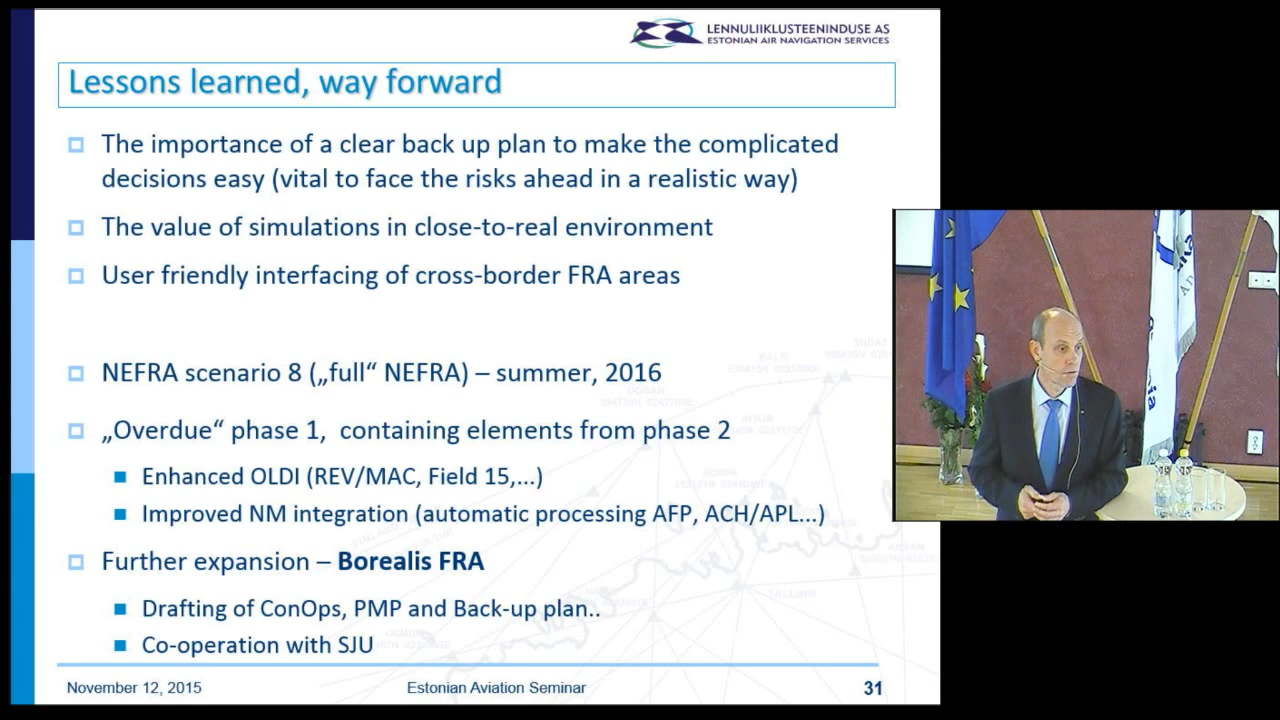 LENNULIIKLUSTEENINDUSE AS
ESTONIAN AIR NAVIGATION SERVICES
Lessons learned, way forward
The importance of a clear back up plan to make the complicated
decisions easy (vital to face the risks ahead in a realistic way)
The value of simulations in close-to-real environment
User friendly interfacing of cross-border FRA areas
NEFRA scenario 8 („full“ NEFRA) – summer, 2016
„Overdue“ phase 1, containing elements from phase 2
Enhanced OLDI (REV/MAC, Field 15,...)
Improved NM integration (automatic processing AFP, ACH/APL...)
Further expansion – Borealis FRA
Drafting of ConOps, PMP and Back-up plan..
Co-operation with SJU
TALLINN
November 12, 2015
Estonian Aviation Seminar
31